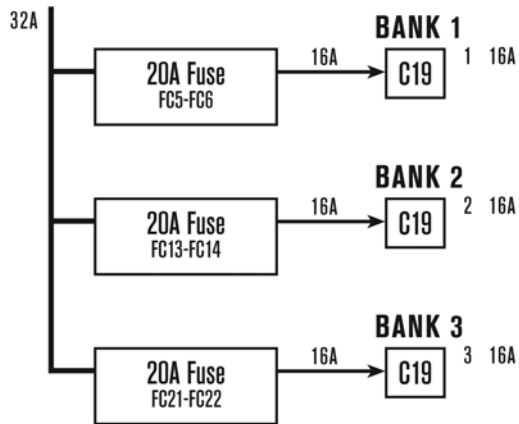 32A
BANK 1
20A Fuse
FC5-FC6
16A
C19
1 16A
BANK 2
20A Fuse
FC13-FC14
16A
C19
2 16A
BANK 3
20A Fuse
FC21-FC22
16A
C19
3 16A